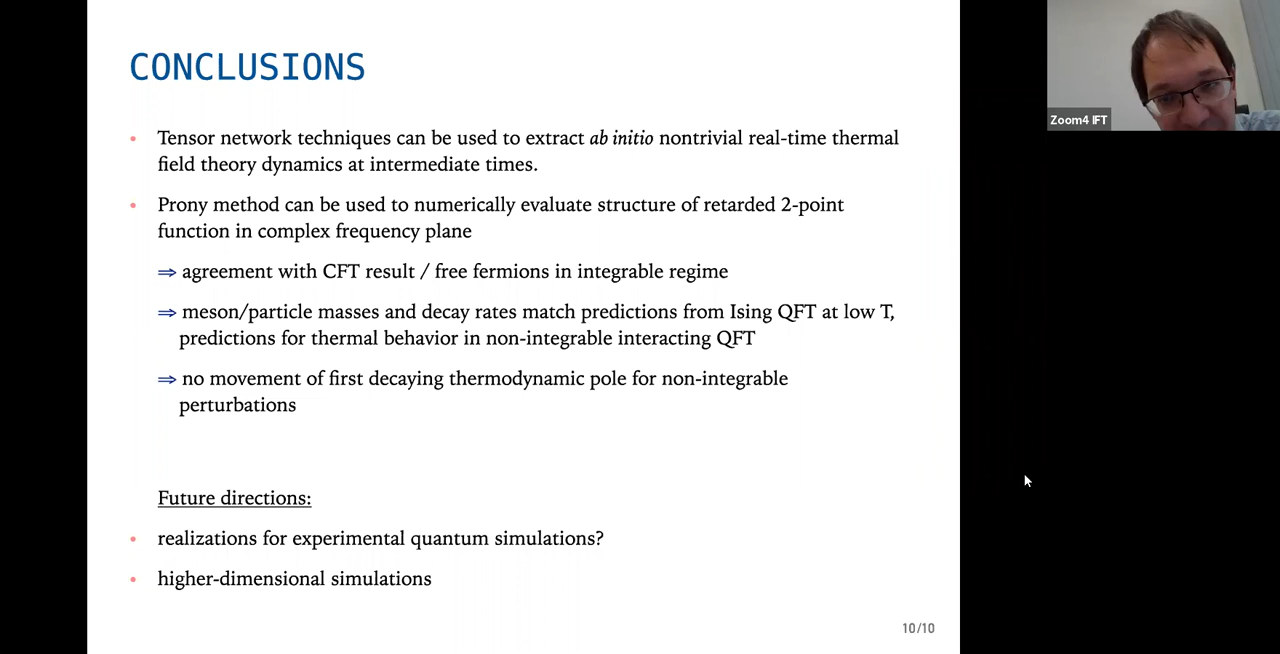 CONCLUSIONS
• Tensor network techniques can be used to extract ab initio nontrivial real-time thermal
field theory dynamics at intermediate times.
• Prony method can be used to numerically evaluate structure of retarded 2-point
function in complex frequency plane
⇒ agreement with CFT result / free fermions in integrable regime
⇒ meson/particle masses and decay rates match predictions from Ising QFT at low T,
predictions for thermal behavior in non-integrable interacting QFT
⇒ no movement of first decaying thermodynamic pole for non-integrable
perturbations
Future directions:
• realizations for experimental quantum simulations?
• higher-dimensional simulations
10/10
Zoom4 IFT